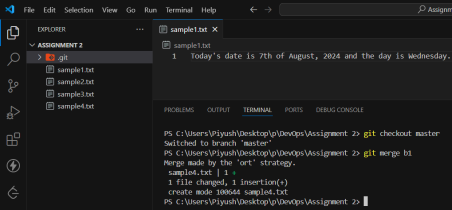 File Edit Selection View Go Run Terminal Help
Assignment
EXPLORER
ASSIGNMENT 2
.git
sample1.txt
sample2.txt
sample3.txt
sample4.txt
sample1.txt
sample1.txt
1 Today's date is 7th of August, 2024 and the day is Wednesday.
PROBLEMS OUTPUT TERMINAL PORTS DEBUG CONSOLE
PS C:\Users\Piyush\Desktop\p\DevOps\Assignment 2> git checkout master
Switched to branch 'master'
PS C:\Users\Piyush\Desktop\p\DevOps\Assignment 2> git merge b1
Merge made by the 'ort' strategy.
sample4.txt | 1 +
1 file changed, 1 insertion(+)
create mode 100644 sample4.txt
PS C:\Users\Piyush\Desktop\p\DevOps\Assignment 2>